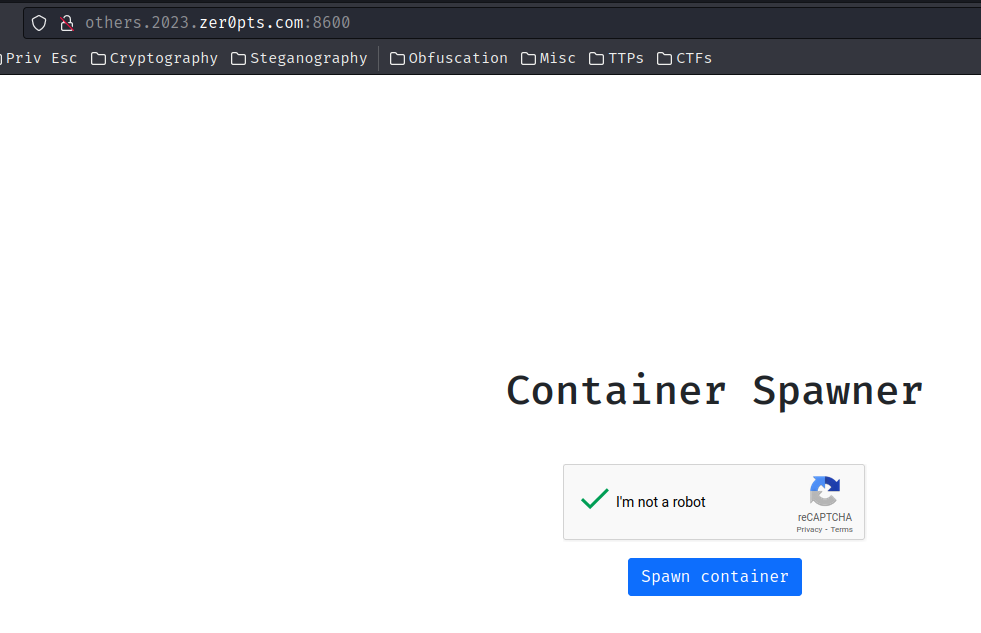 others.2023.zer0pts.com:8600
Priv Esc Cryptography Steganography Obfuscation Misc TTPs CTFs
Container Spawner
I'm not a robot
reCAPTCHA
Privacy - Terms
Spawn container